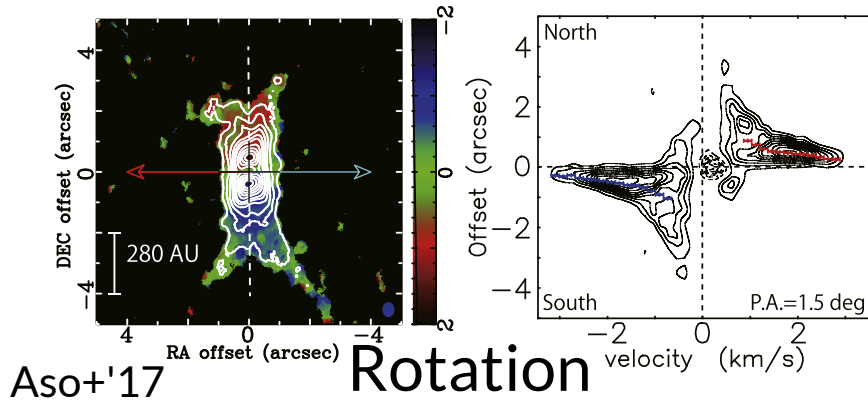 4
0
−4
DEC offset (arcsec)
280 AU
4 2 0 −2 −4
RA offset (arcsec)
−2
0
2
4
2
0
−2
−4
Offset (arcsec)
North
South
P.A.=1.5 deg
−2 0 2
velocity (km/s)
Aso+'17
Rotation